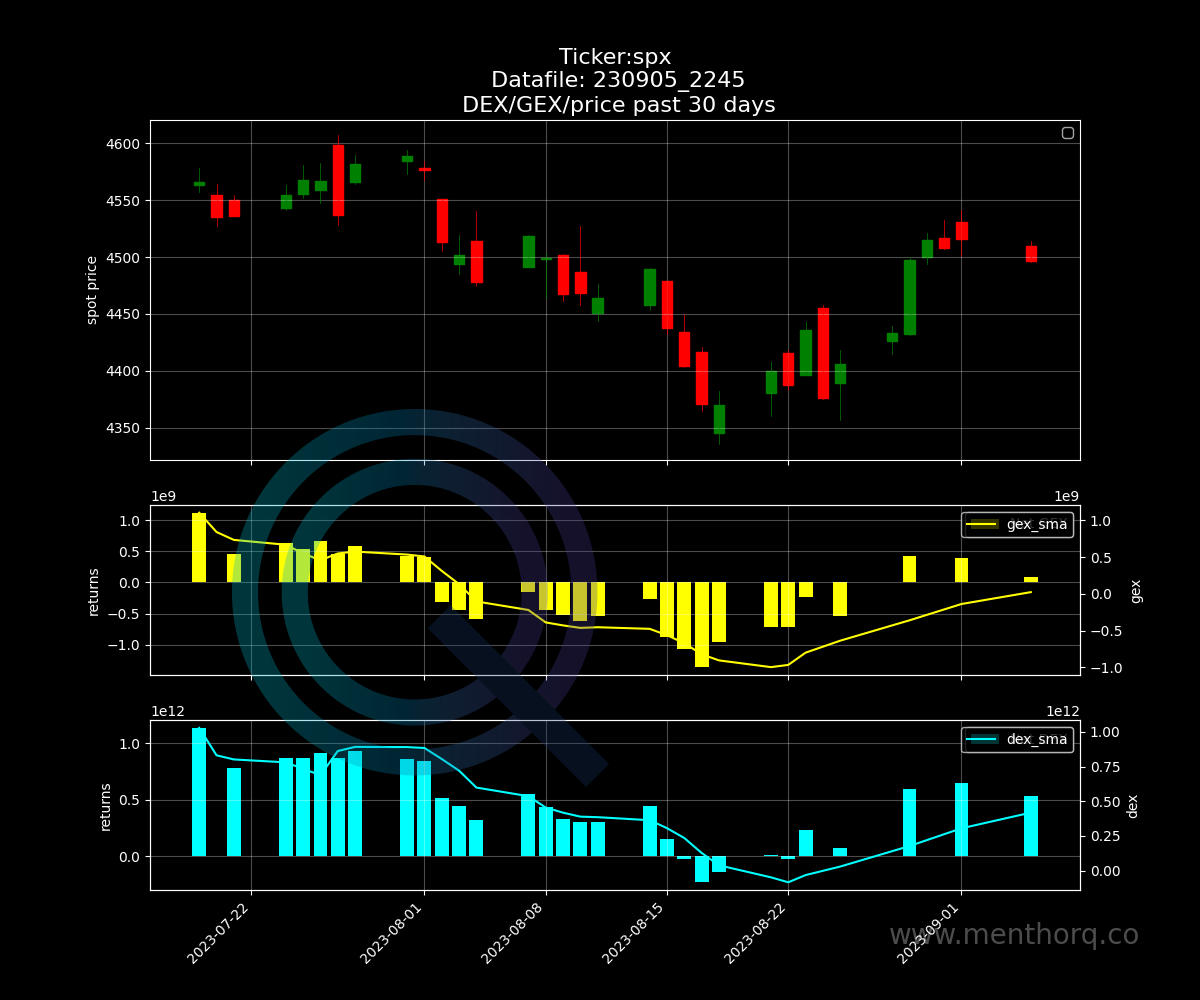 Ticker:spx
Datafile: 230905_2245
DEX/GEX/price past 30 days
spot price
4600
4550
4500
4450
4400
4350
1e9
1e9
returns
1.0
0.5
0.0
−0.5
−1.0
gex_sma
1.0
0.5
0.0
−0.5
−1.0
gex
1e12
1e12
returns
1.0
0.5
0.0
dex_sma
1.00
0.75
0.50
0.25
0.00
dex
2023-07-22
2023-08-01
2023-08-08
2023-08-15
2023-08-22
2023-09-01
www.menthorq.co